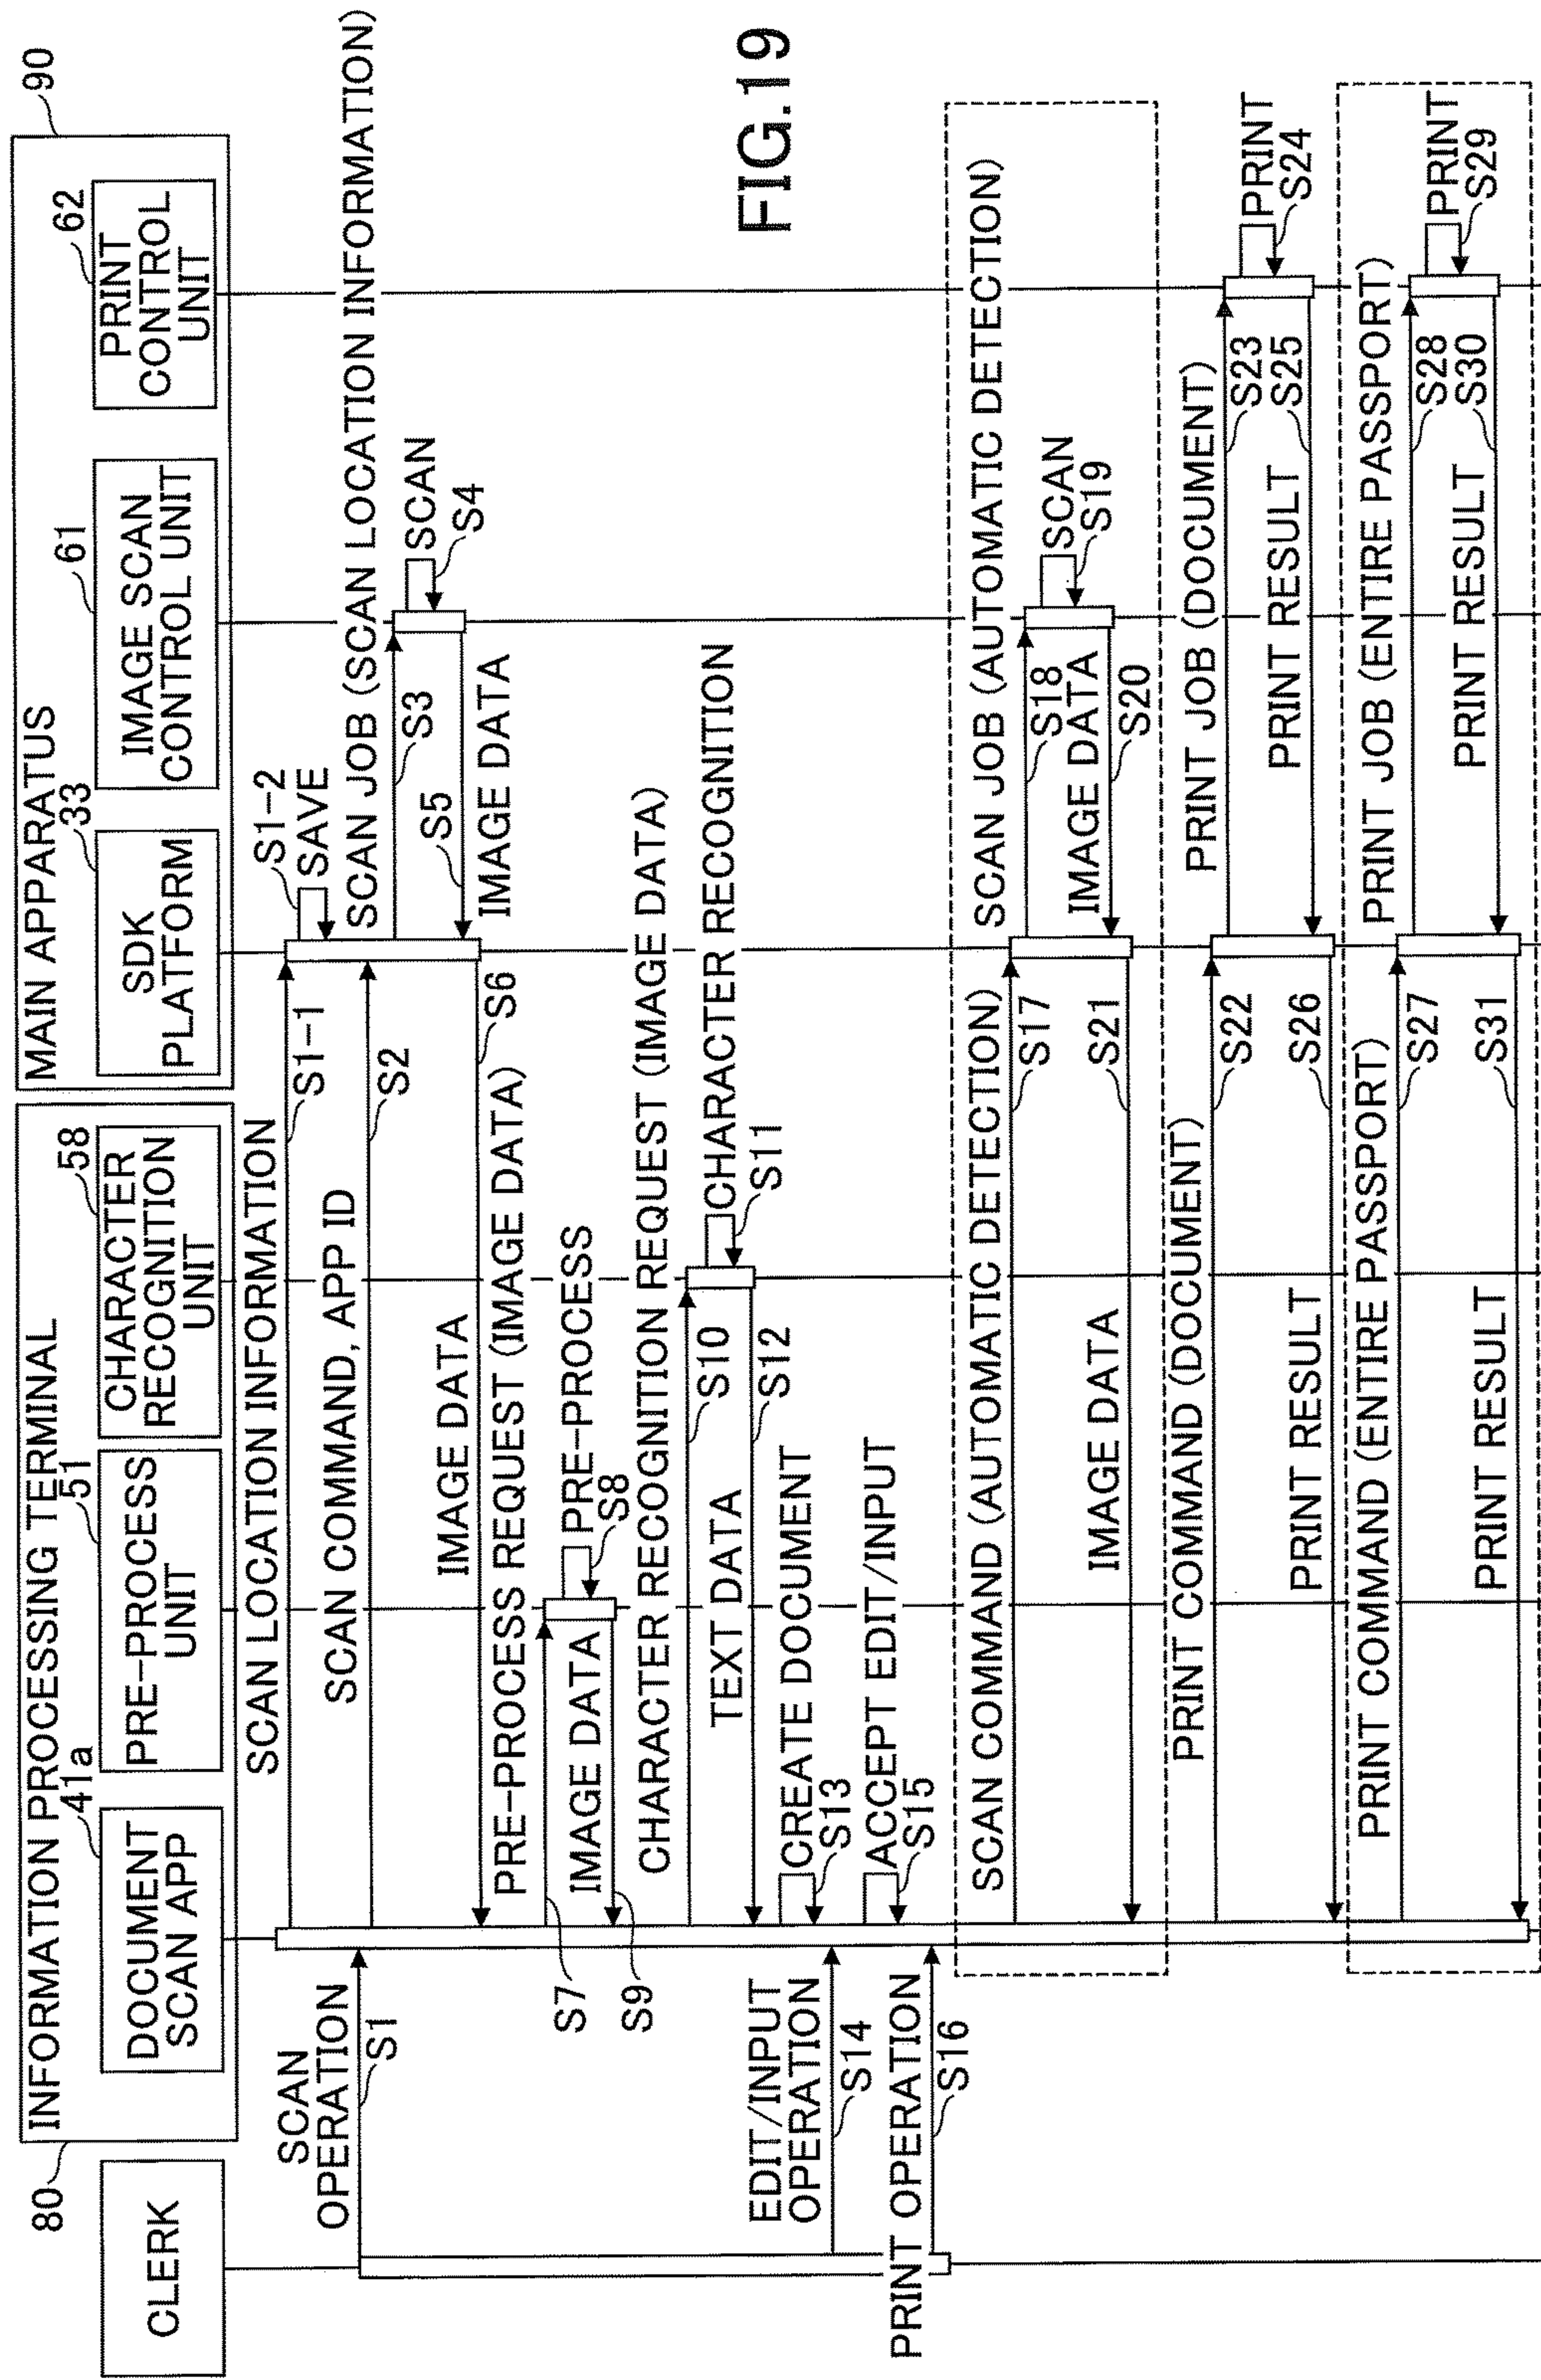 FIG.19
80
INFORMATION PROCESSING TERMINAL
MAIN APPARATUS
90
CLERK
41a
DOCUMENT
SCAN APP
51
PRE-PROCESS
UNIT
58
CHARACTER
RECOGNITION
UNIT
33
SDK
PLATFORM
61
IMAGE SCAN
CONTROL UNIT
62
PRINT
CONTROL
UNIT
SCAN LOCATION INFORMATION
S1-1
S1-2
SAVE
SCAN
OPERATION
S1
SCAN COMMAND, APP ID
S2
SCAN JOB (SCAN LOCATION INFORMATION)
S3
SCAN
S4
S5
IMAGE DATA
IMAGE DATA
S6
PRE-PROCESS REQUEST (IMAGE DATA)
S7
PRE-PROCESS
S8
IMAGE DATA
S9
CHARACTER RECOGNITION REQUEST (IMAGE DATA)
S10
CHARACTER RECOGNITION
S11
TEXT DATA
S12
CREATE DOCUMENT
S13
EDIT/INPUT
OPERATION
S14
ACCEPT EDIT/INPUT
S15
PRINT OPERATION
S16
SCAN COMMAND (AUTOMATIC DETECTION)
S17
SCAN JOB (AUTOMATIC DETECTION)
S18
SCAN
S19
IMAGE DATA
S20
IMAGE DATA
S21
PRINT COMMAND (DOCUMENT)
S22
PRINT JOB (DOCUMENT)
S23
PRINT
S24
PRINT RESULT
S25
PRINT RESULT
S26
PRINT COMMAND (ENTIRE PASSPORT)
S27
PRINT JOB (ENTIRE PASSPORT)
S28
PRINT
S29
PRINT RESULT
S30
PRINT RESULT
S31